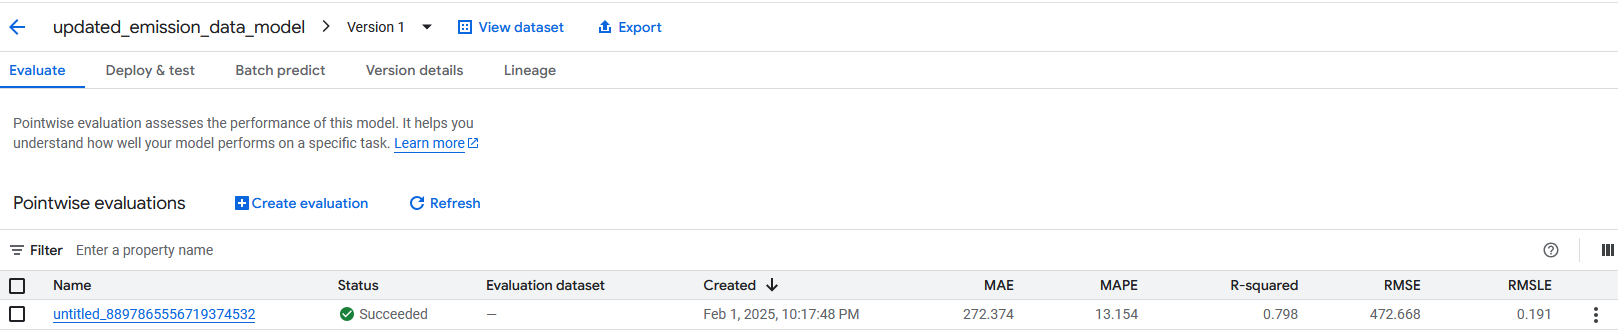 updated_emission_data_model > Version 1 View dataset Export
Evaluate Deploy & test Batch predict Version details Lineage
Pointwise evaluation assesses the performance of this model. It helps you
understand how well your model performs on a specific task. Learn more
Pointwise evaluations Create evaluation Refresh
Filter Enter a property name
Name Status Evaluation dataset Created MAE MAPE R-squared RMSE RMSLE
untitled_8897865556719374532 Succeeded — Feb 1, 2025, 10:17:48 PM 272.374 13.154 0.798 472.668 0.191